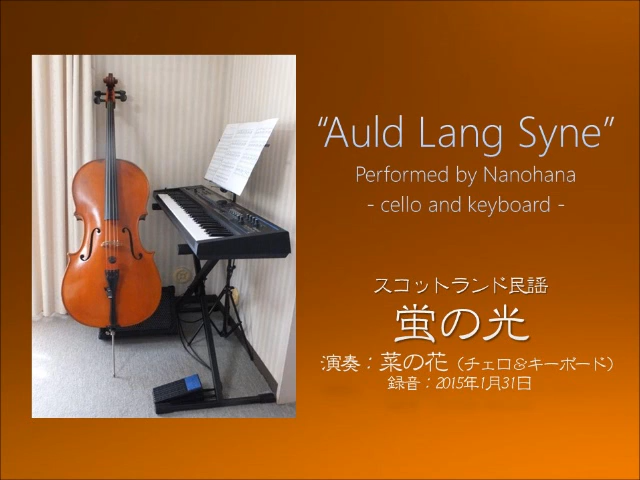 “Auld Lang Syne”
Performed by Nanohana
- cello and keyboard -
スコットランド民謡
蛍の光
演奏：菜の花（チェロ＆キーボード）
録音：2015年1月31日